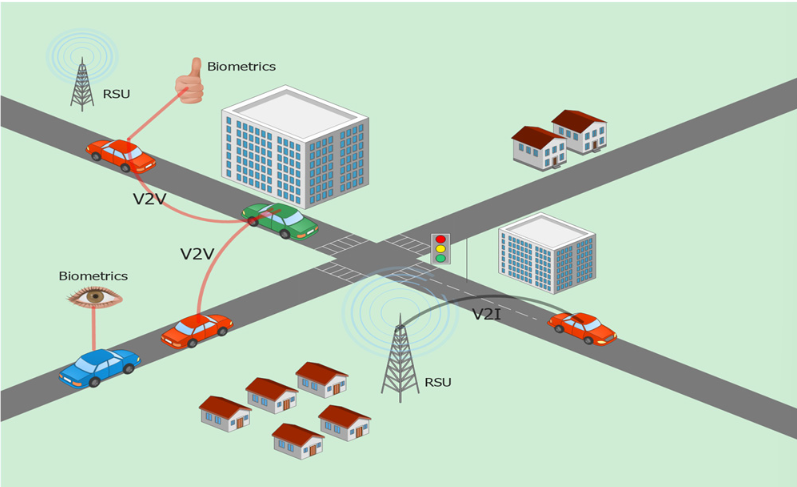 Biometrics
RSU
V2V
V2V
Biometrics
V2I
RSU